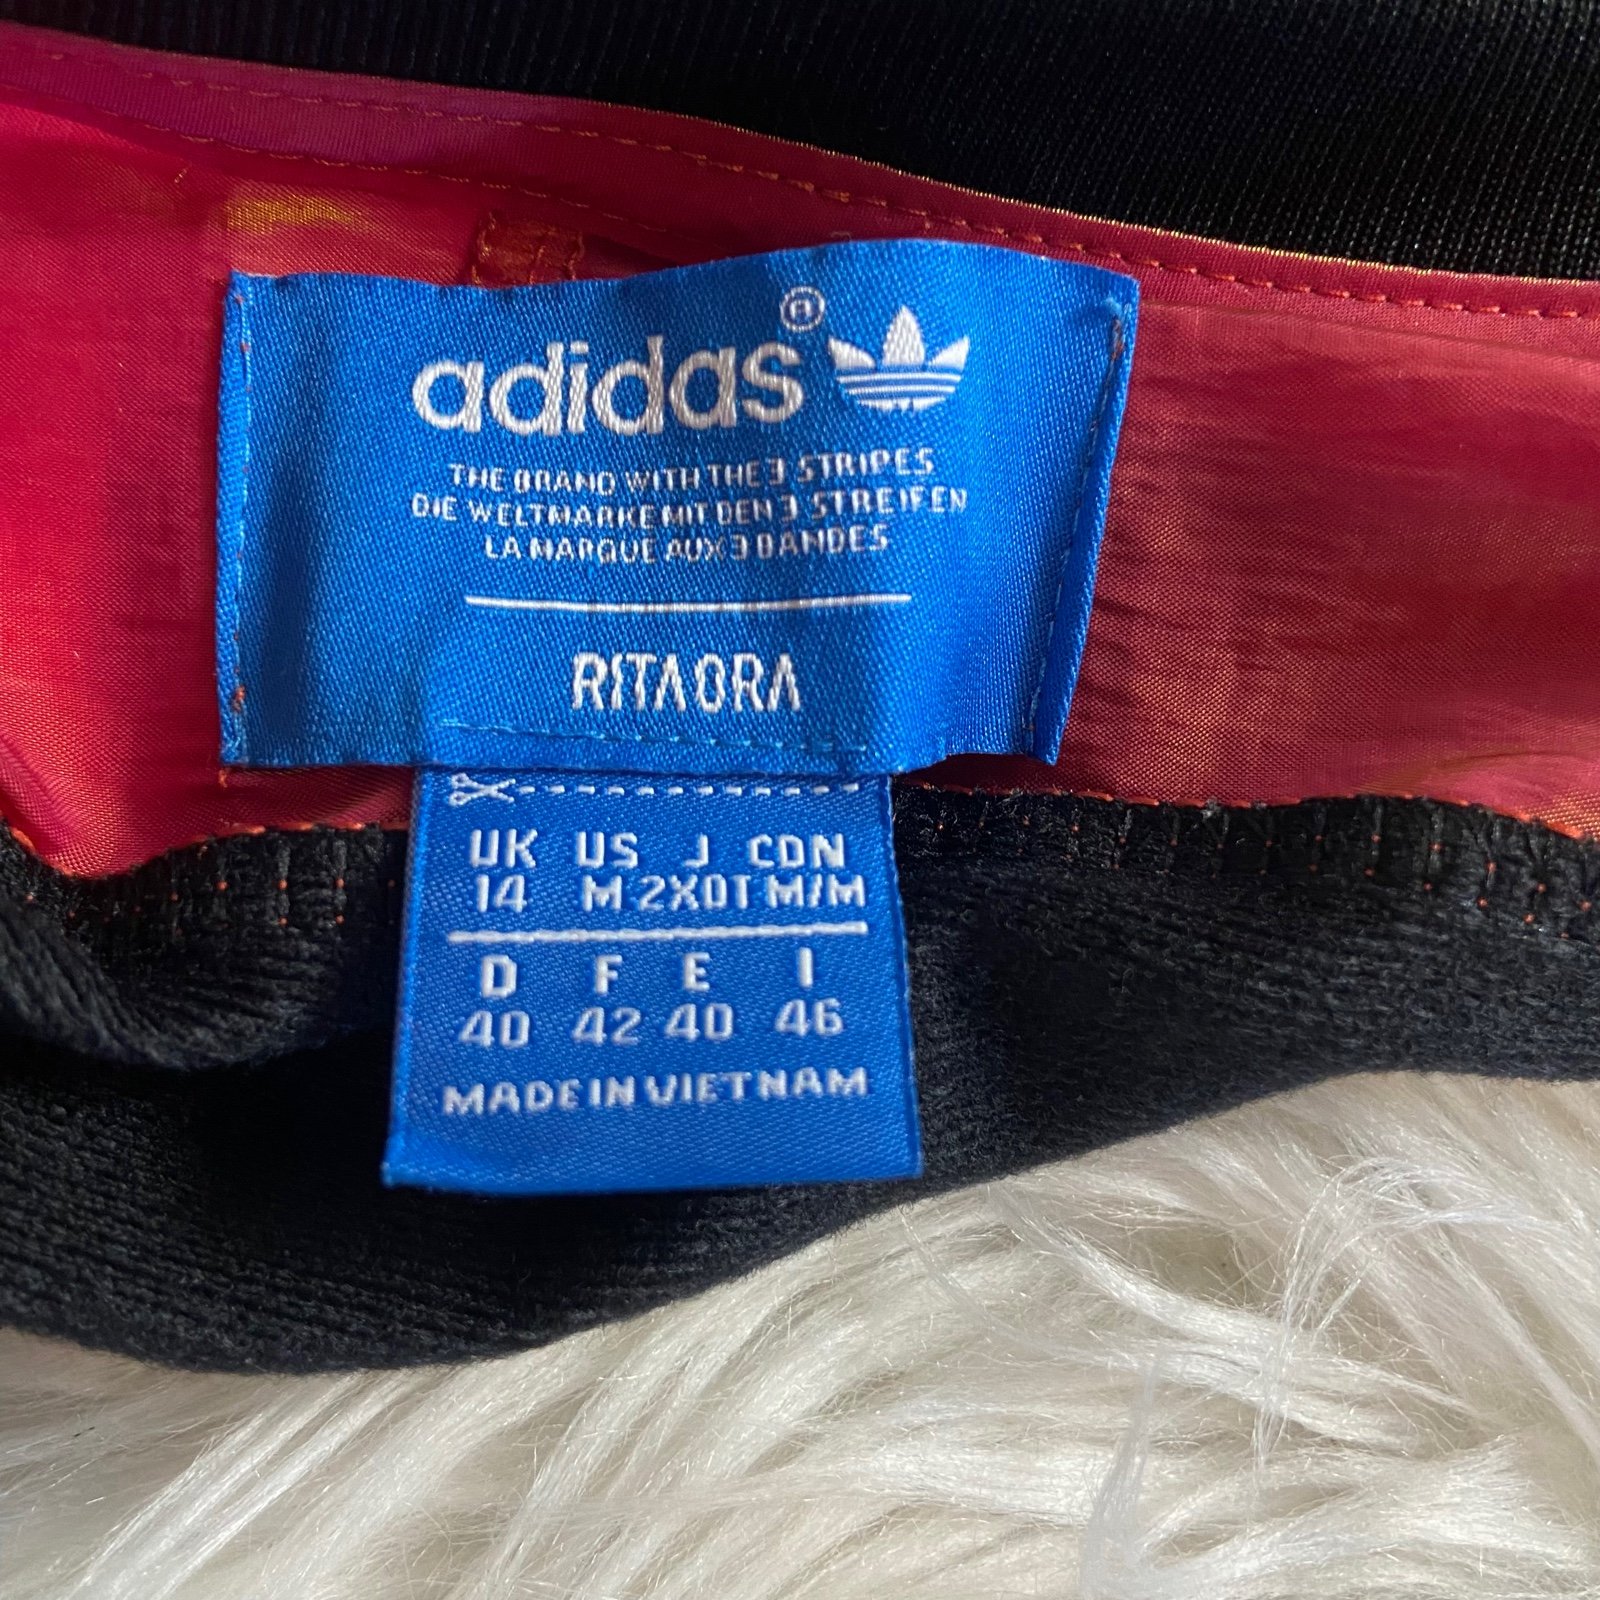 adidas®
THE BRAND WITH THE 3 STRIPES
DIE WELTMARKE MIT DEN 3 STREIFEN
LA MARQUE AUX 3 BANDES
RITA ORA
UK US J CDN
14 M 2XOT M/M
D F E I
40 42 40 46
MADE IN VIETNAM